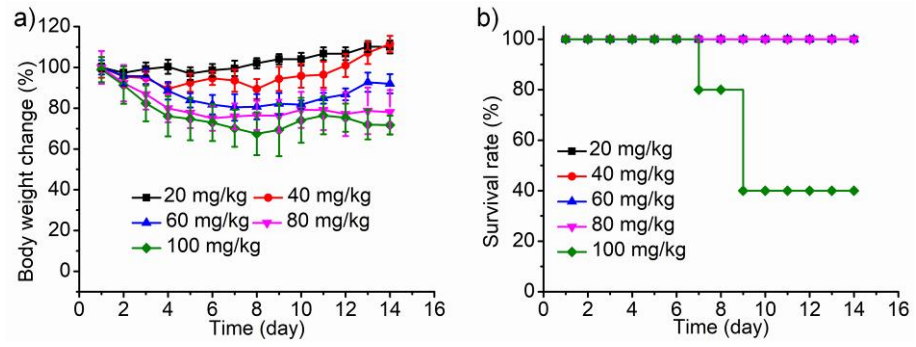 a)
Body weight change (%)
120
100
80
60
40
20
0
20 mg/kg
40 mg/kg
60 mg/kg
80 mg/kg
100 mg/kg
0 2 4 6 8 10 12 14 16
Time (day)
b)
Survival rate (%)
100
80
60
40
20
0
20 mg/kg
40 mg/kg
60 mg/kg
80 mg/kg
100 mg/kg
0 2 4 6 8 10 12 14 16
Time (day)